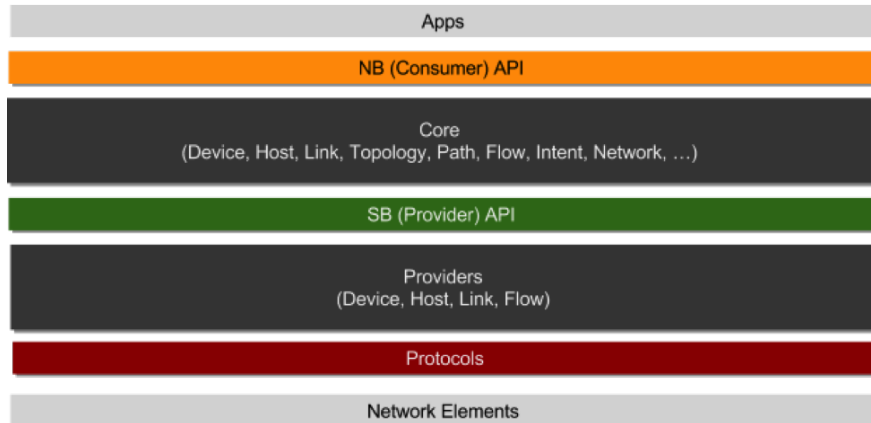 Apps
NB (Consumer) API
Core
(Device, Host, Link, Topology, Path, Flow, Intent, Network, …)
SB (Provider) API
Providers
(Device, Host, Link, Flow)
Protocols
Network Elements